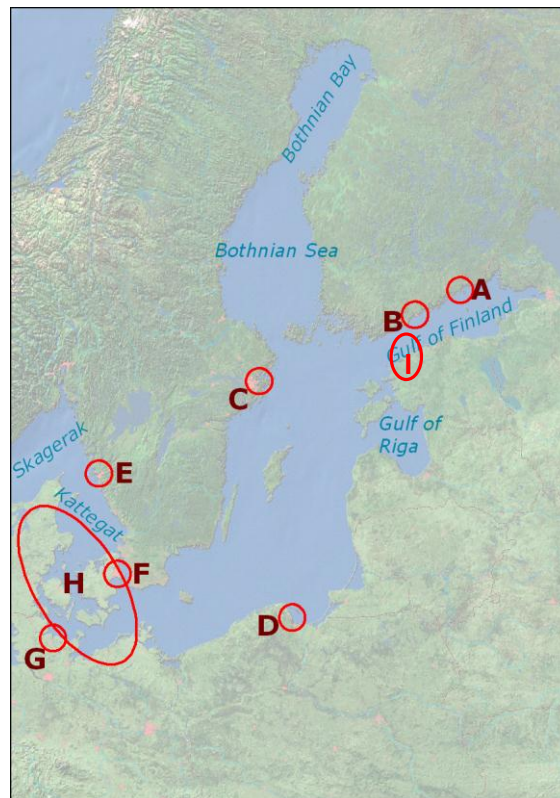 Bothnian Bay
Bothnian Sea
A
B
Gulf of Finland
I
C
Gulf of
Riga
Skagerak
E
Kattegat
F
H
D
G